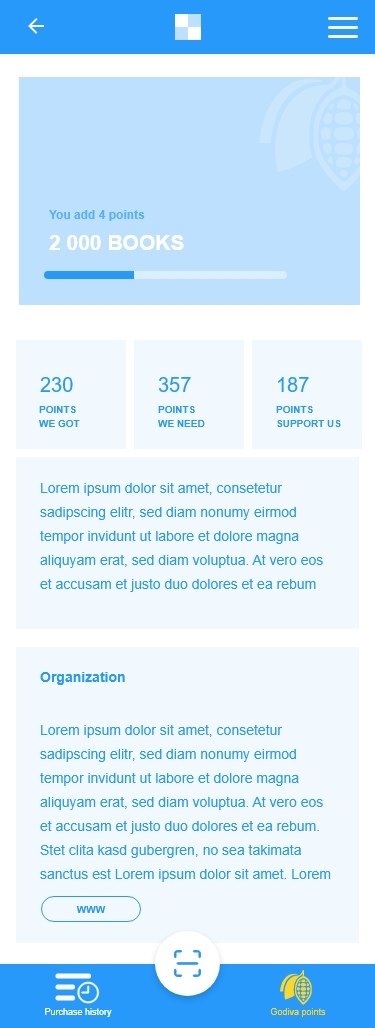 You add 4 points
2 000 BOOKS
230
POINTS
WE GOT
357
POINTS
WE NEED
187
POINTS
SUPPORT US
Lorem ipsum dolor sit amet, consetetur
sadipscing elitr, sed diam nonumy eirmod
tempor invidunt ut labore et dolore magna
aliquyam erat, sed diam voluptua. At vero eos
et accusam et justo duo dolores et ea rebum
Organization
Lorem ipsum dolor sit amet, consetetur
sadipscing elitr, sed diam nonumy eirmod
tempor invidunt ut labore et dolore magna
aliquyam erat, sed diam voluptua. At vero eos
et accusam et justo duo dolores et ea rebum.
Stet clita kasd gubergren, no sea takimata
sanctus est Lorem ipsum dolor sit amet. Lorem
www
Purchase history
Godiva points